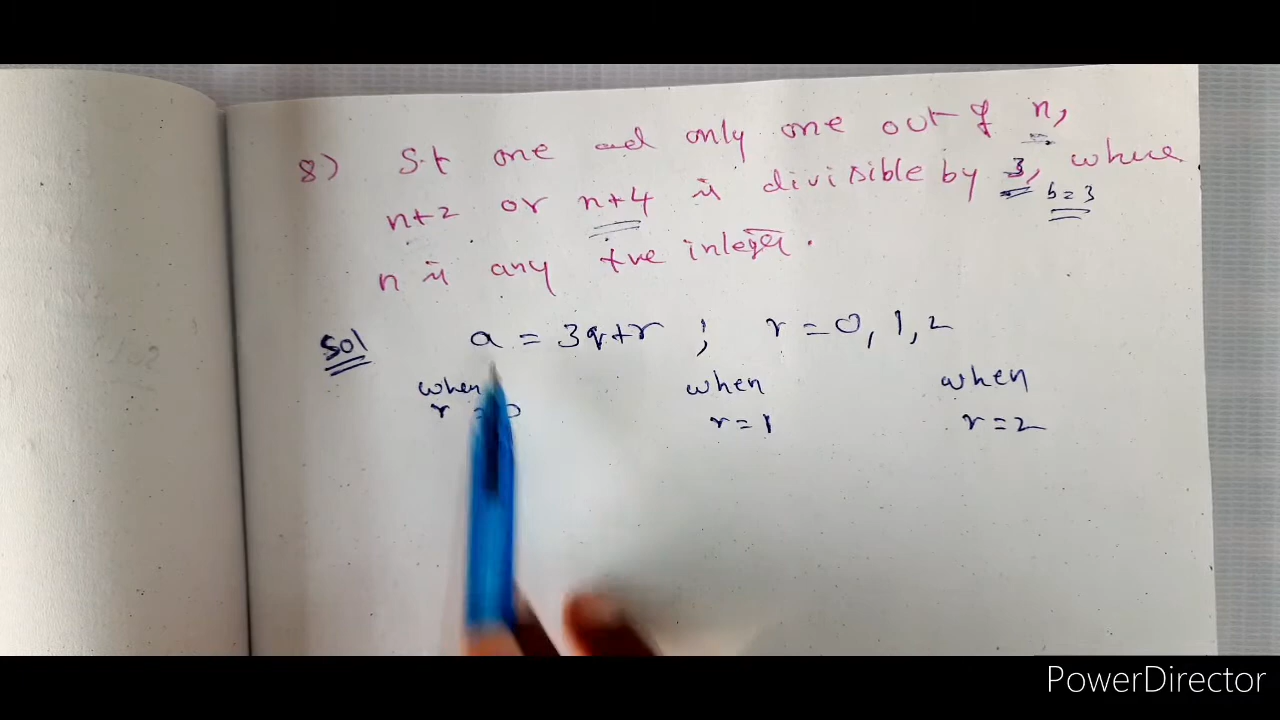 8) S.t one and only one out of n,
n+2 or n+4 is divisible by 3, where
b = 3
n is any +ve integer.
Sol a = 3q+r ; r = 0, 1, 2
when when when
r = 0 r = 1 r = 2
PowerDirector